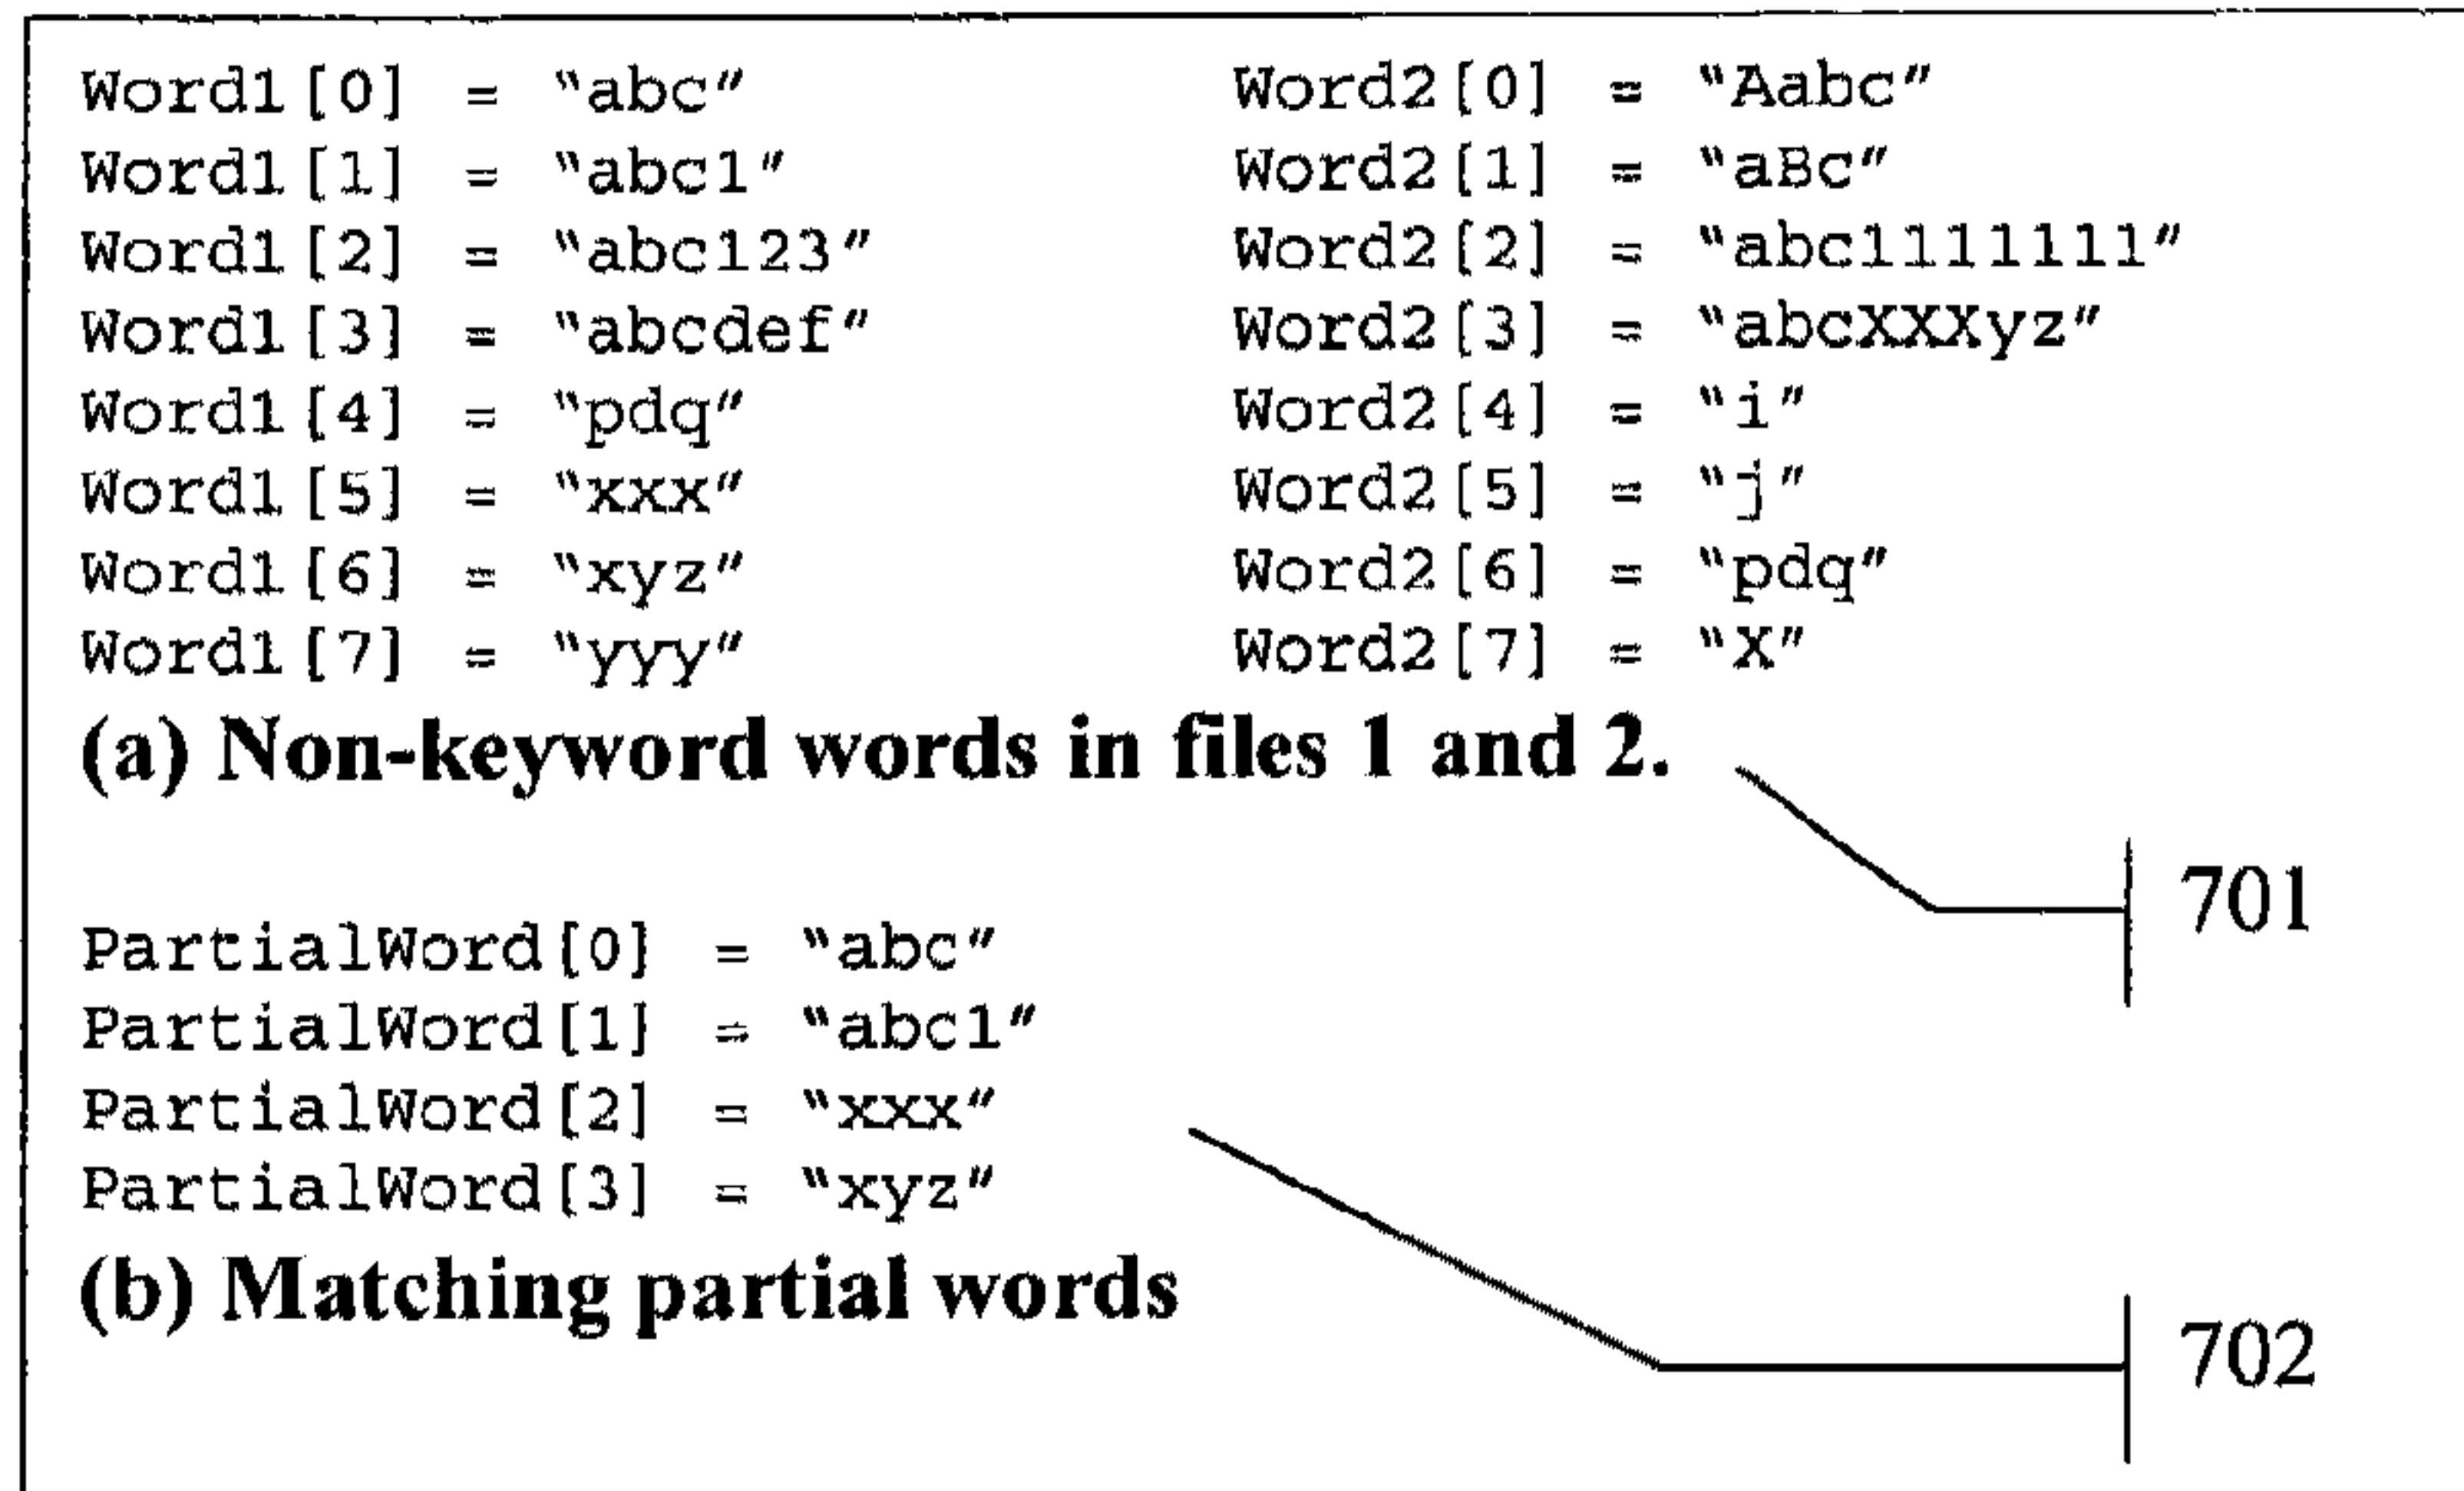 Word1[0] = "abc" Word2[0] = "Aabc"
Word1[1] = "abc1" Word2[1] = "aBc"
Word1[2] = "abc123" Word2[2] = "abc1111111"
Word1[3] = "abcdef" Word2[3] = "abcXXXyz"
Word1[4] = "pdq" Word2[4] = "i"
Word1[5] = "xxx" Word2[5] = "j"
Word1[6] = "xyz" Word2[6] = "pdq"
Word1[7] = "yyy" Word2[7] = "X"
(a) Non-keyword words in files 1 and 2.
701
PartialWord[0] = "abc"
PartialWord[1] = "abc1"
PartialWord[2] = "xxx"
PartialWord[3] = "xyz"
(b) Matching partial words
702